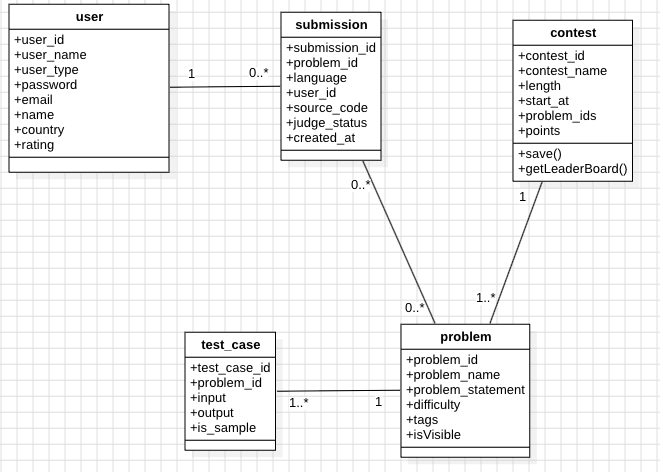 user
+user_id
+user_name
+user_type
+password
+email
+name
+country
+rating
1
0..*
submission
+submission_id
+problem_id
+language
+user_id
+source_code
+judge_status
+created_at
0..*
contest
+contest_id
+contest_name
+length
+start_at
+problem_ids
+points
+save()
+getLeaderBoard()
1
1..*
0..*
test_case
+test_case_id
+problem_id
+input
+output
+is_sample
1..*
1
problem
+problem_id
+problem_name
+problem_statement
+difficulty
+tags
+isVisible